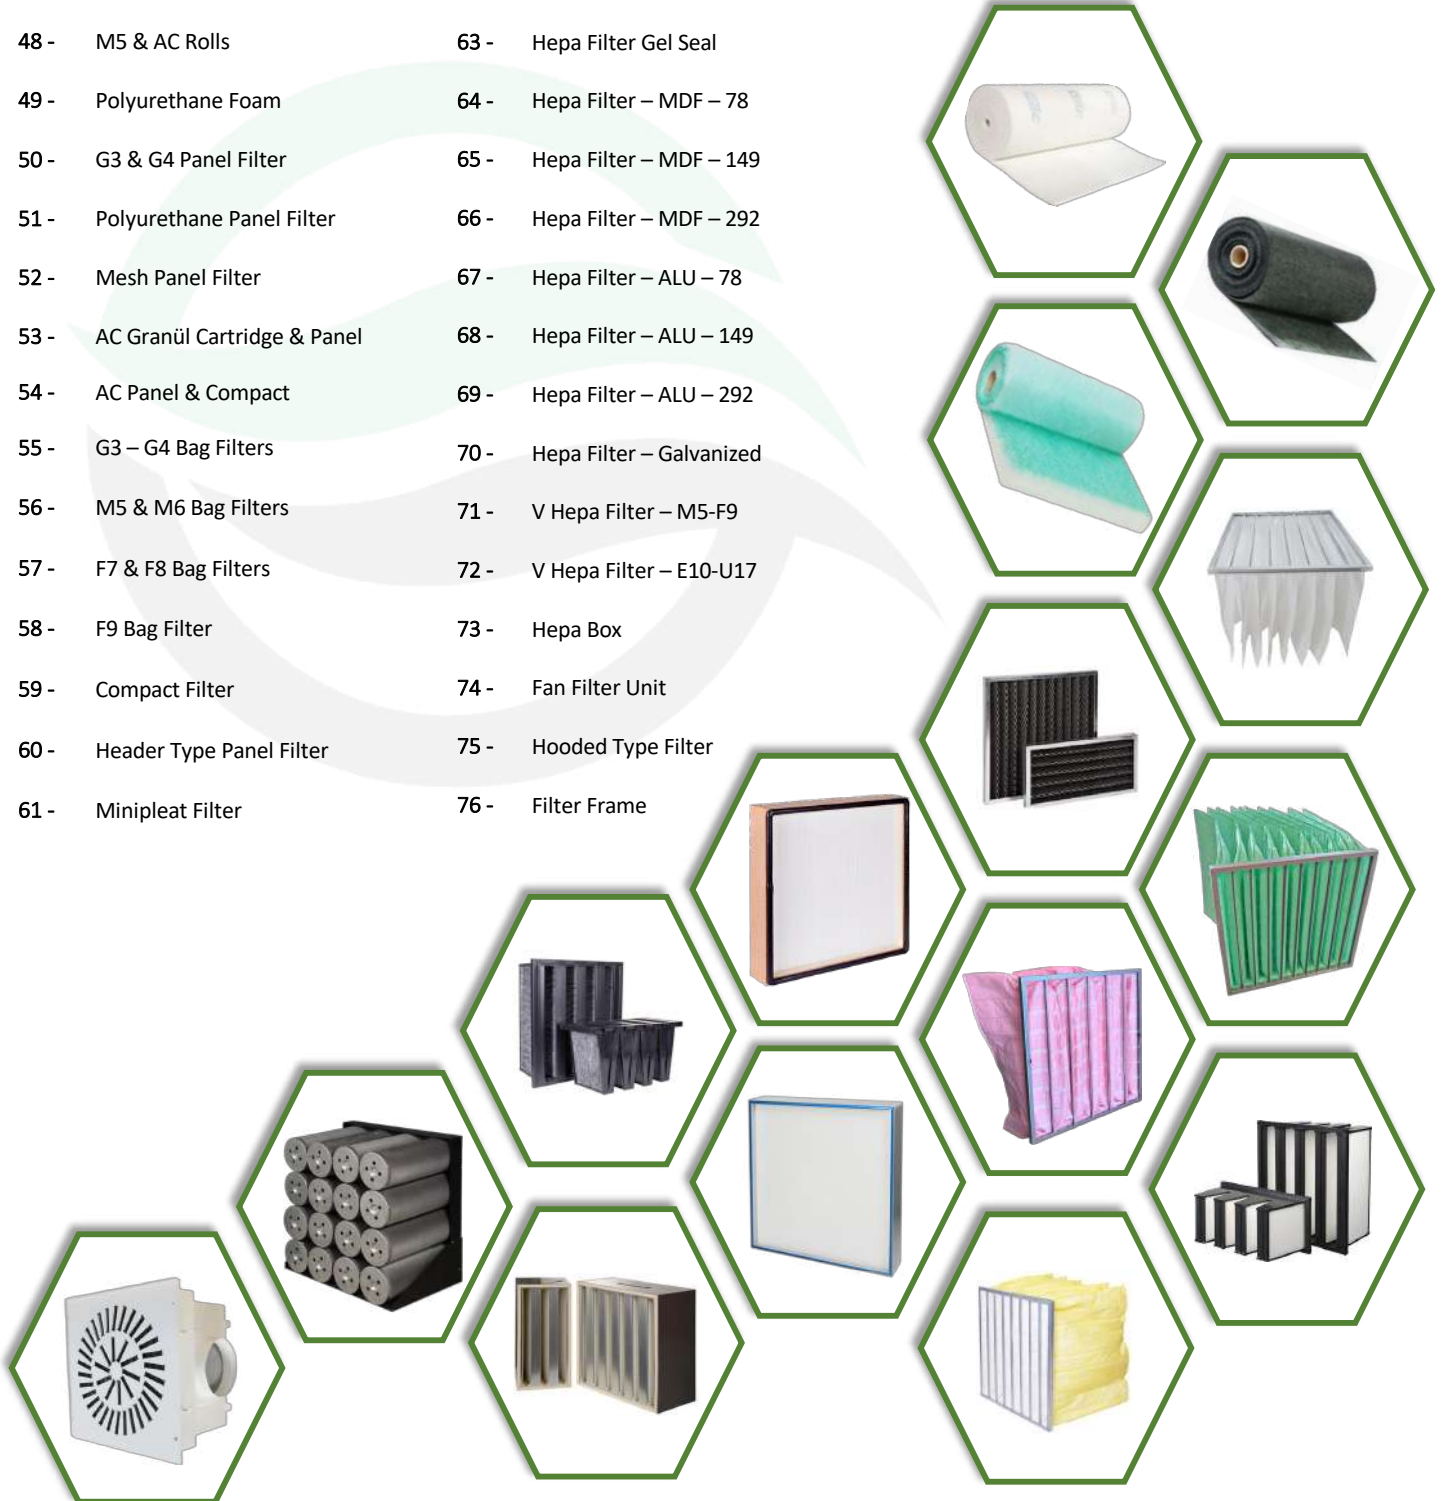 48 - M5 & AC Rolls
49 - Polyurethane Foam
50 - G3 & G4 Panel Filter
51 - Polyurethane Panel Filter
52 - Mesh Panel Filter
53 - AC Granül Cartridge & Panel
54 - AC Panel & Compact
55 - G3 – G4 Bag Filters
56 - M5 & M6 Bag Filters
57 - F7 & F8 Bag Filters
58 - F9 Bag Filter
59 - Compact Filter
60 - Header Type Panel Filter
61 - Minipleat Filter
63 - Hepa Filter Gel Seal
64 - Hepa Filter – MDF – 78
65 - Hepa Filter – MDF – 149
66 - Hepa Filter – MDF – 292
67 - Hepa Filter – ALU – 78
68 - Hepa Filter – ALU – 149
69 - Hepa Filter – ALU – 292
70 - Hepa Filter – Galvanized
71 - V Hepa Filter – M5-F9
72 - V Hepa Filter – E10-U17
73 - Hepa Box
74 - Fan Filter Unit
75 - Hooded Type Filter
76 - Filter Frame